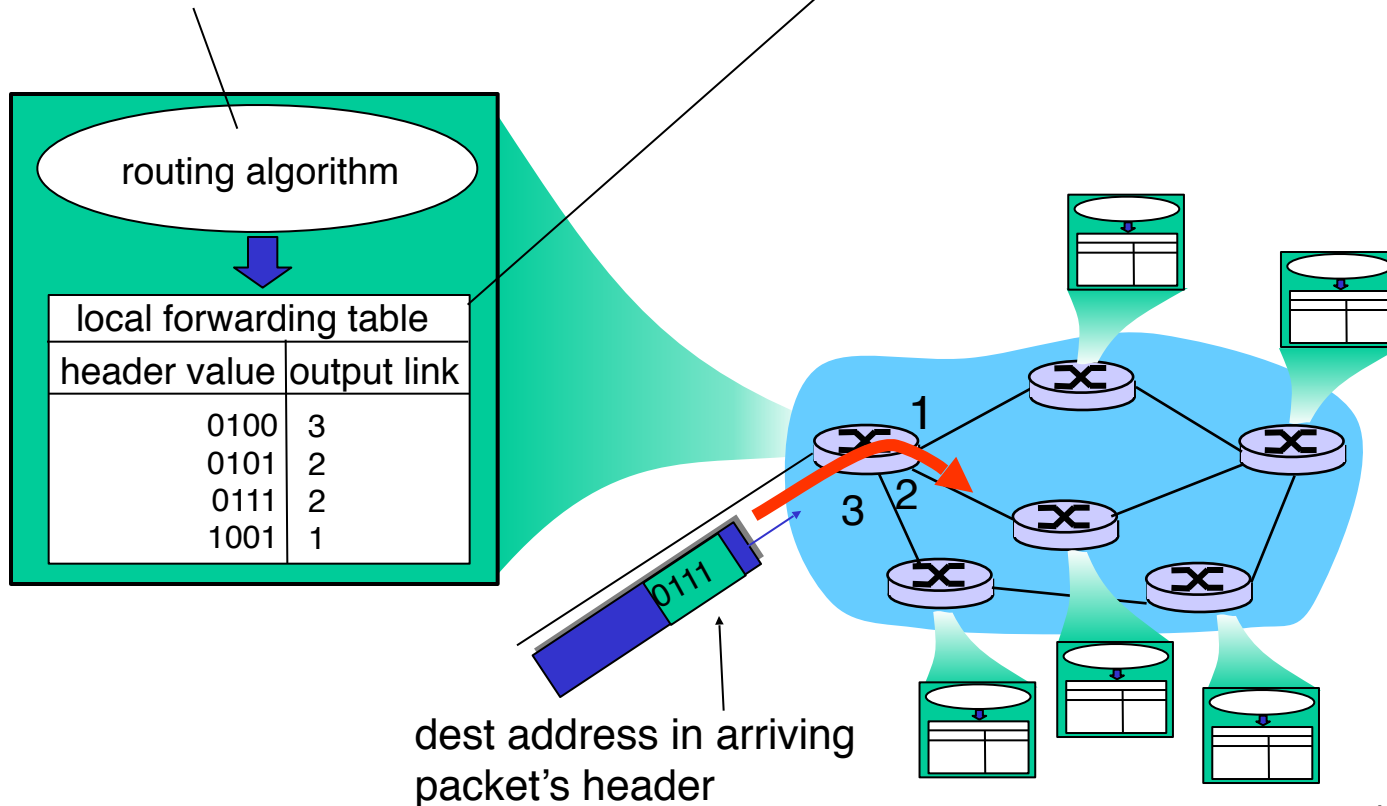 routing algorithm
local forwarding table
header value output link
0100 3
0101 2
0111 2
1001 1
1
2
3
0111
dest address in arriving
packet's header